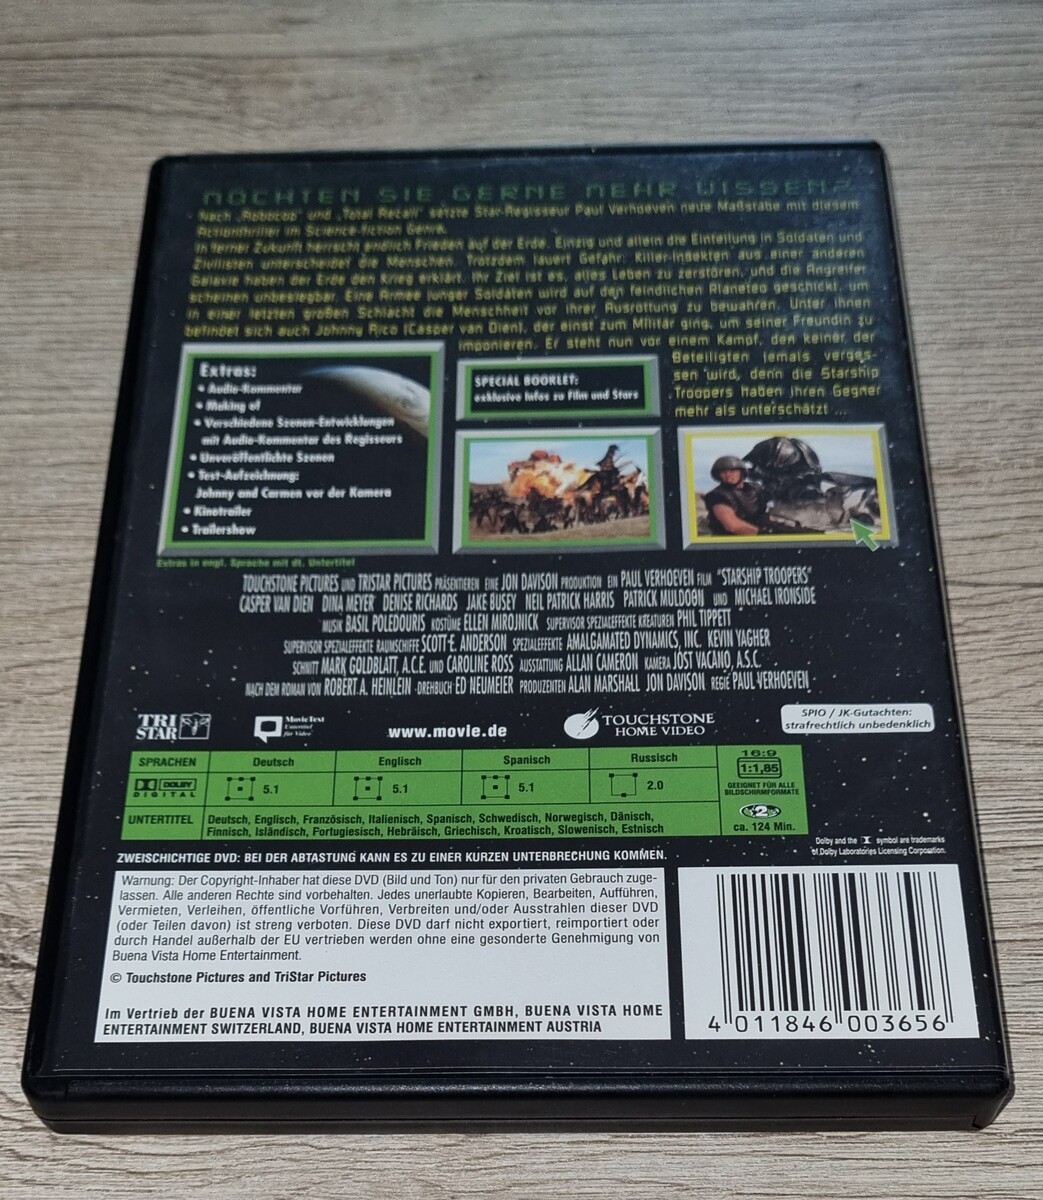 MÖCHTEN SIE GERNE MEHR WISSEN?
Nach „Robocop" und „Total Recall" setzte Star-Regisseur Paul Verhoeven neue Maßstäbe mit diesem
Actionthriller im Science-fiction Genre.
In ferner Zukunft herrscht endlich Frieden auf der Erde. Einzig und allein die Einteilung in Soldaten und
Zivilisten unterscheidet die Menschen. Trotzdem lauert Gefahr: Killer-Insekten aus einer anderen
Galaxie haben der Erde den Krieg erklärt. Ihr Ziel ist es, alles Leben zu zerstören, und die Angreifer
scheinen unbesiegbar. Eine Armee junger Soldaten wird auf den feindlichen Planeten geschickt, um
in einer letzten großen Schlacht die Menschheit vor ihrer Ausrottung zu bewahren. Unter ihnen
befindet sich auch Johnny Rico (Casper van Dien), der einst zum Militär ging, um seiner Freundin zu
imponieren. Er steht nun vor einem Kampf, den keiner der
Beteiligten jemals verges-
sen wird, denn die Starship
Troopers haben ihren Gegner
mehr als unterschätzt ...
Extras:
• Audio-Kommentar
• Making of
• Verschiedene Szenen-Entwicklungen
mit Audio-Kommentar des Regisseurs
• Unveröffentlichte Szenen
• Test-Aufzeichnung:
Johnny and Carmen vor der Kamera
• Kinotrailer
• Trailershow
SPECIAL BOOKLET:
exklusive Infos zu Film und Stars
Extras in engl. Sprache mit dt. Untertitel
TOUCHSTONE PICTURES UND TRISTAR PICTURES PRÄSENTIEREN EINE JON DAVISON PRODUKTION EIN PAUL VERHOEVEN FILM "STARSHIP TROOPERS"
CASPER VAN DIEN DINA MEYER DENISE RICHARDS JAKE BUSEY NEIL PATRICK HARRIS PATRICK MULDOON UND MICHAEL IRONSIDE
MUSIK BASIL POLEDOURIS KOSTÜME ELLEN MIROJNICK SUPERVISOR SPEZIALEFFEKTE KREATUREN PHIL TIPPETT
SUPERVISOR SPEZIALEFFEKTE RAUMSCHIFFE SCOTT E. ANDERSON SPEZIALEFFEKTE AMALGAMATED DYNAMICS, INC. KEVIN YAGHER
SCHNITT MARK GOLDBLATT, A.C.E. UND CAROLINE ROSS AUSSTATTUNG ALLAN CAMERON KAMERA JOST VACANO, A.S.C.
NACH DEM ROMAN VON ROBERT A. HEINLEIN DREHBUCH ED NEUMEIER PRODUZENTEN ALAN MARSHALL JON DAVISON REGIE PAUL VERHOEVEN
TRI STAR
MovieText
Untertitel
für Video
www.movie.de
TOUCHSTONE
HOME VIDEO
SPIO / JK-Gutachten:
strafrechtlich unbedenklich
SPRACHEN Deutsch Englisch Spanisch Russisch
DOLBY DIGITAL 5.1 5.1 5.1 2.0
UNTERTITEL Deutsch, Englisch, Französisch, Italienisch, Spanisch, Schwedisch, Norwegisch, Dänisch,
Finnisch, Isländisch, Portugiesisch, Hebräisch, Griechisch, Kroatisch, Slowenisch, Estnisch
16:9
1:1,85
GEEIGNET FÜR ALLE
BILDSCHIRMFORMATE
2
ca. 124 Min.
Dolby and the symbol are trademarks
of Dolby Laboratories Licensing Corporation.
ZWEISCHICHTIGE DVD: BEI DER ABTASTUNG KANN ES ZU EINER KURZEN UNTERBRECHUNG KOMMEN.
Warnung: Der Copyright-Inhaber hat diese DVD (Bild und Ton) nur für den privaten Gebrauch zuge-
lassen. Alle anderen Rechte sind vorbehalten. Jedes unerlaubte Kopieren, Bearbeiten, Aufführen,
Vermieten, Verleihen, öffentliche Vorführen, Verbreiten und/oder Ausstrahlen dieser DVD
(oder Teilen davon) ist streng verboten. Diese DVD darf nicht exportiert, reimportiert oder
durch Handel außerhalb der EU vertrieben werden ohne eine gesonderte Genehmigung von
Buena Vista Home Entertainment.
© Touchstone Pictures and TriStar Pictures
Im Vertrieb der BUENA VISTA HOME ENTERTAINMENT GMBH, BUENA VISTA HOME
ENTERTAINMENT SWITZERLAND, BUENA VISTA HOME ENTERTAINMENT AUSTRIA
4 011846 003656